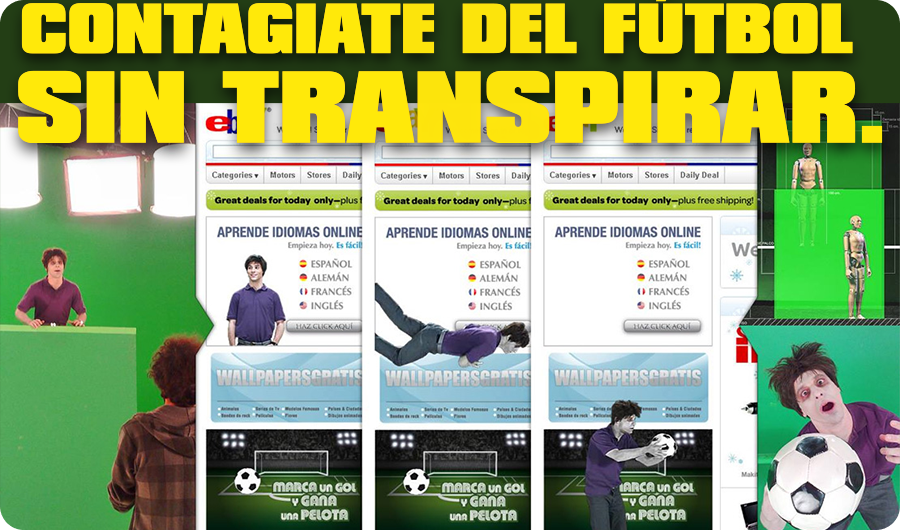 CONTAGIATE DEL FÚTBOL
SIN TRANSPIRAR.
Categories ▾ Motors Stores Daily
Great deals for today only—plus f
APRENDE IDIOMAS ONLINE
Empieza hoy. Es fácil!
ESPAÑOL
ALEMÁN
FRANCÉS
INGLÉS
HAZ CLICK AQUÍ
WALLPAPERSGRATIS
MARCA UN GOL
Y GANA
UNA PELOTA
Categories ▾ Motors Stores Daily
Great deals for today only—plus f
APRENDE IDIOMAS ONLINE
Empieza hoy. Es fácil!
ESPAÑOL
ALEMÁN
FRANCÉS
INGLÉS
HAZ CLICK AQUÍ
WALLPAPERSGRATIS
MARCA UN GOL
Y GANA
UNA PELOTA
Categories ▾ Motors Stores Daily Deal
Great deals for today only—plus free shipping!
APRENDE IDIOMAS ONLINE
Empieza hoy. Es fácil!
ESPAÑOL
ALEMÁN
FRANCÉS
INGLÉS
HAZ CLICK AQUÍ
WALLPAPERSGRATIS
MARCA UN GOL
Y GANA
UNA PELOTA
We